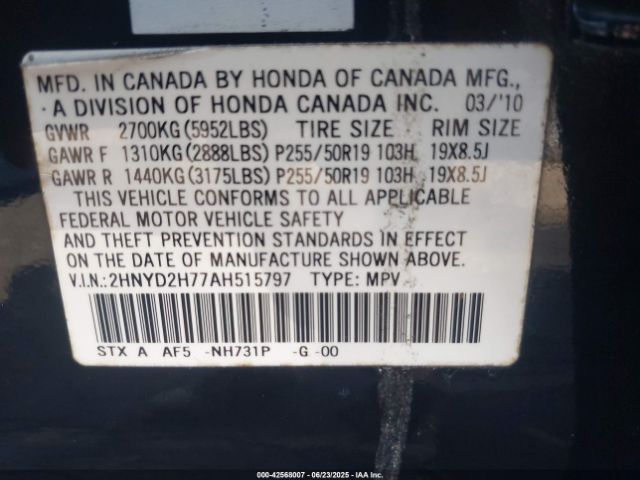 MFD. IN CANADA BY HONDA OF CANADA MFG.,
A DIVISION OF HONDA CANADA INC. 03/'10
GVWR 2700KG(5952LBS) TIRE SIZE RIM SIZE
GAWR F 1310KG(2888LBS) P255/50R19 103H 19X8.5J
GAWR R 1440KG(3175LBS) P255/50R19 103H 19X8.5J
THIS VEHICLE CONFORMS TO ALL APPLICABLE
FEDERAL MOTOR VEHICLE SAFETY
AND THEFT PREVENTION STANDARDS IN EFFECT
ON THE DATE OF MANUFACTURE SHOWN ABOVE.
V.I.N.:2HNYD2H77AH515797 TYPE: MPV
STX A AF5 -NH731P -G -00
000-42568007 - 06/23/2025 - IAA Inc.